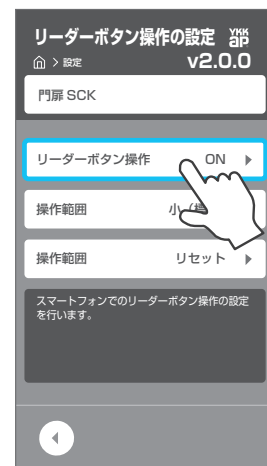 リーダーボタン操作の設定 YKK ap
> 設定 v2.0.0
門扉 SCK
リーダーボタン操作 ON
操作範囲 小
操作範囲 リセット
スマートフォンでのリーダーボタン操作の設定
を行います。